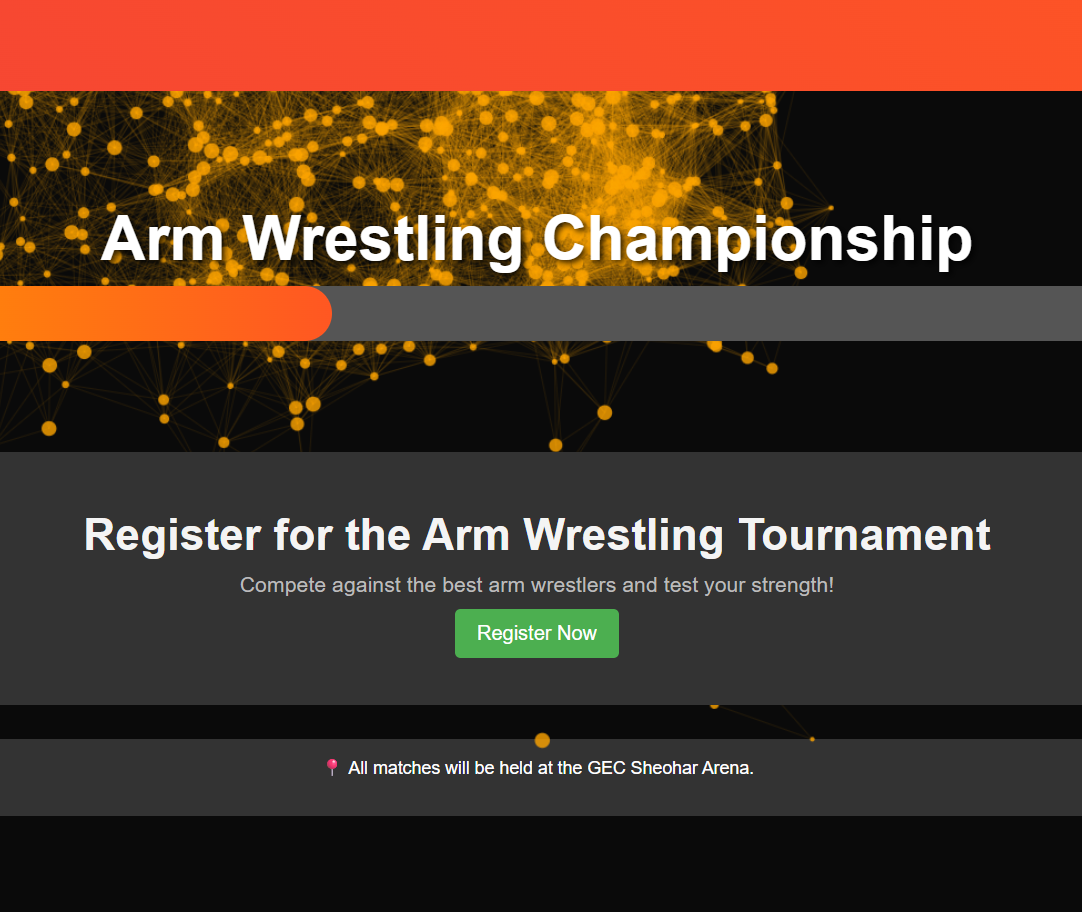 Arm Wrestling Championship
Register for the Arm Wrestling Tournament
Compete against the best arm wrestlers and test your strength!
Register Now
📍 All matches will be held at the GEC Sheohar Arena.